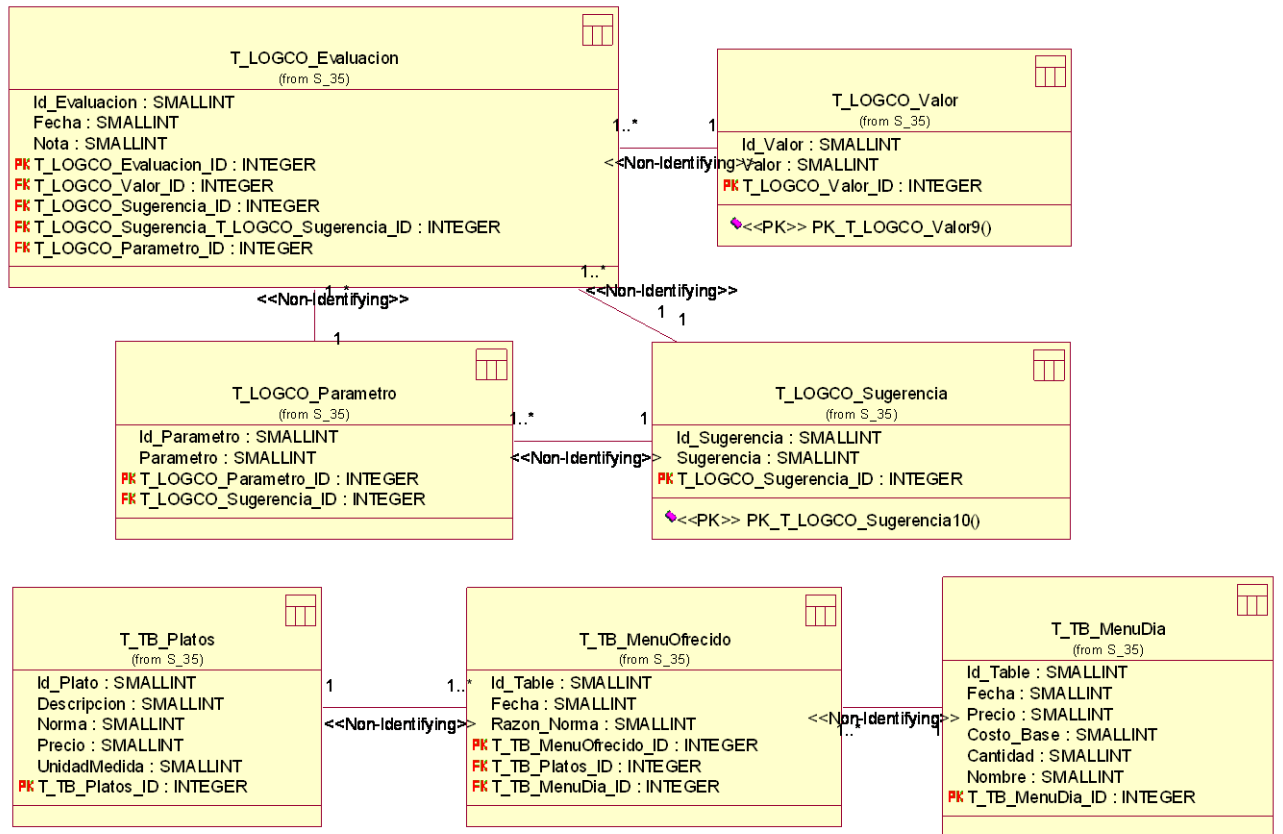 T_LOGCO_Evaluacion
(from S_35)
Id_Evaluacion : SMALLINT
Fecha : SMALLINT
Nota : SMALLINT
PK T_LOGCO_Evaluacion_ID : INTEGER
FK T_LOGCO_Valor_ID : INTEGER
FK T_LOGCO_Sugerencia_ID : INTEGER
FK T_LOGCO_Sugerencia_T_LOGCO_Sugerencia_ID : INTEGER
FK T_LOGCO_Parametro_ID : INTEGER
1..*
1
<<Non-Identifying>>
T_LOGCO_Valor
(from S_35)
Id_Valor : SMALLINT
Valor : SMALLINT
PK T_LOGCO_Valor_ID : INTEGER
<<PK>> PK_T_LOGCO_Valor9()
1..*
<<Non-Identifying>>
1
1
<<Non-Identifying>>
1..*
1
T_LOGCO_Parametro
(from S_35)
Id_Parametro : SMALLINT
Parametro : SMALLINT
PK T_LOGCO_Parametro_ID : INTEGER
FK T_LOGCO_Sugerencia_ID : INTEGER
1..*
1
<<Non-Identifying>>
T_LOGCO_Sugerencia
(from S_35)
Id_Sugerencia : SMALLINT
Sugerencia : SMALLINT
PK T_LOGCO_Sugerencia_ID : INTEGER
<<PK>> PK_T_LOGCO_Sugerencia10()
T_TB_Platos
(from S_35)
Id_Plato : SMALLINT
Descripcion : SMALLINT
Norma : SMALLINT
Precio : SMALLINT
UnidadMedida : SMALLINT
PK T_TB_Platos_ID : INTEGER
1
1..*
<<Non-Identifying>>
T_TB_MenuOfrecido
(from S_35)
Id_Table : SMALLINT
Fecha : SMALLINT
Razon_Norma : SMALLINT
PK T_TB_MenuOfrecido_ID : INTEGER
FK T_TB_Platos_ID : INTEGER
FK T_TB_MenuDia_ID : INTEGER
<<Non-Identifying>>
1..*
1
T_TB_MenuDia
(from S_35)
Id_Table : SMALLINT
Fecha : SMALLINT
Precio : SMALLINT
Costo_Base : SMALLINT
Cantidad : SMALLINT
Nombre : SMALLINT
PK T_TB_MenuDia_ID : INTEGER